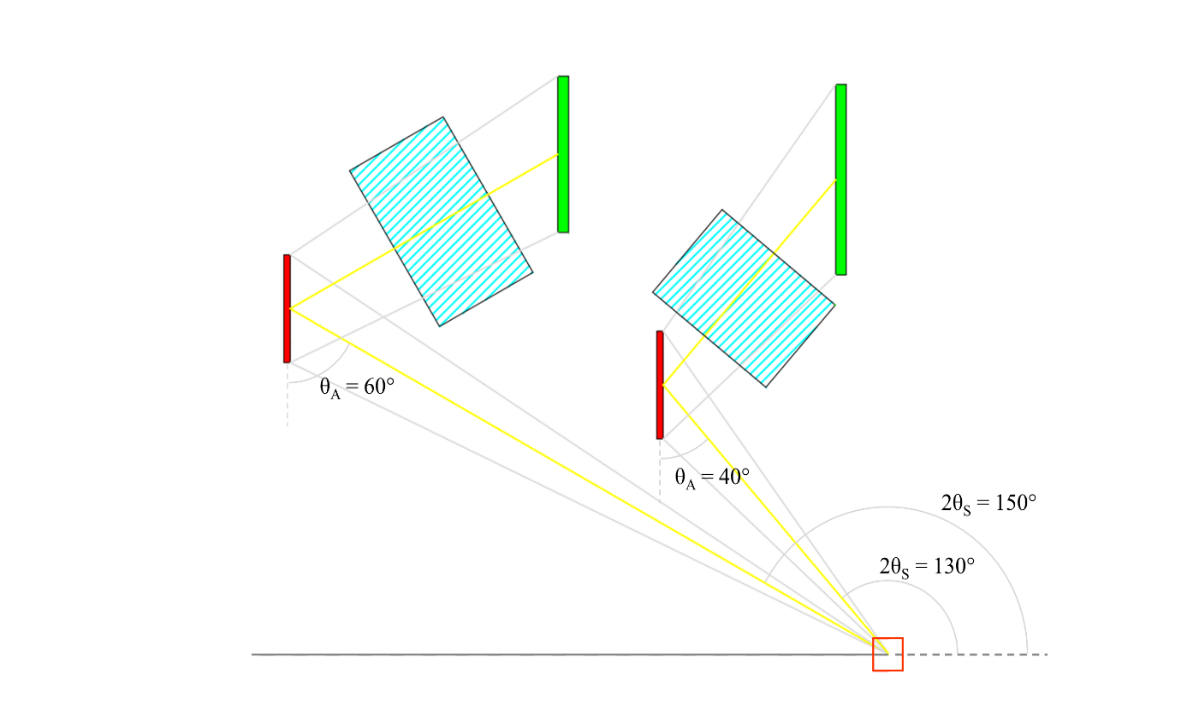 θA = 60°
θA = 40°
2θS = 150°
2θS = 130°